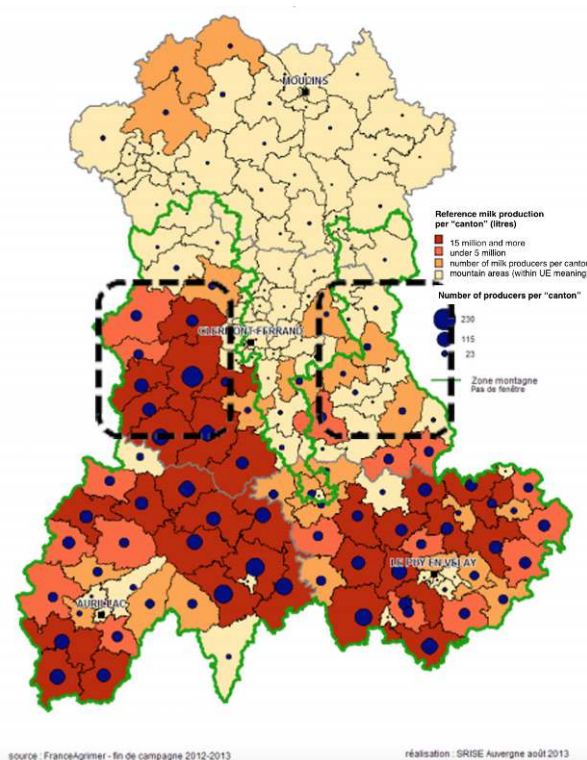 MOULINS
Reference milk production
per "canton" (litres)
15 million and more
under 5 million
number of milk producers per canton
mountain areas (within UE meaning)
Number of producers per "canton"
230
115
23
Zone montagne
Pas de fenêtre
CLERMONT-FERRAND
LE PUY-EN-VELAY
AURILLAC
source : FranceAgrimer - fin de campagne 2012-2013
réalisation : SRISE Auvergne août 2013